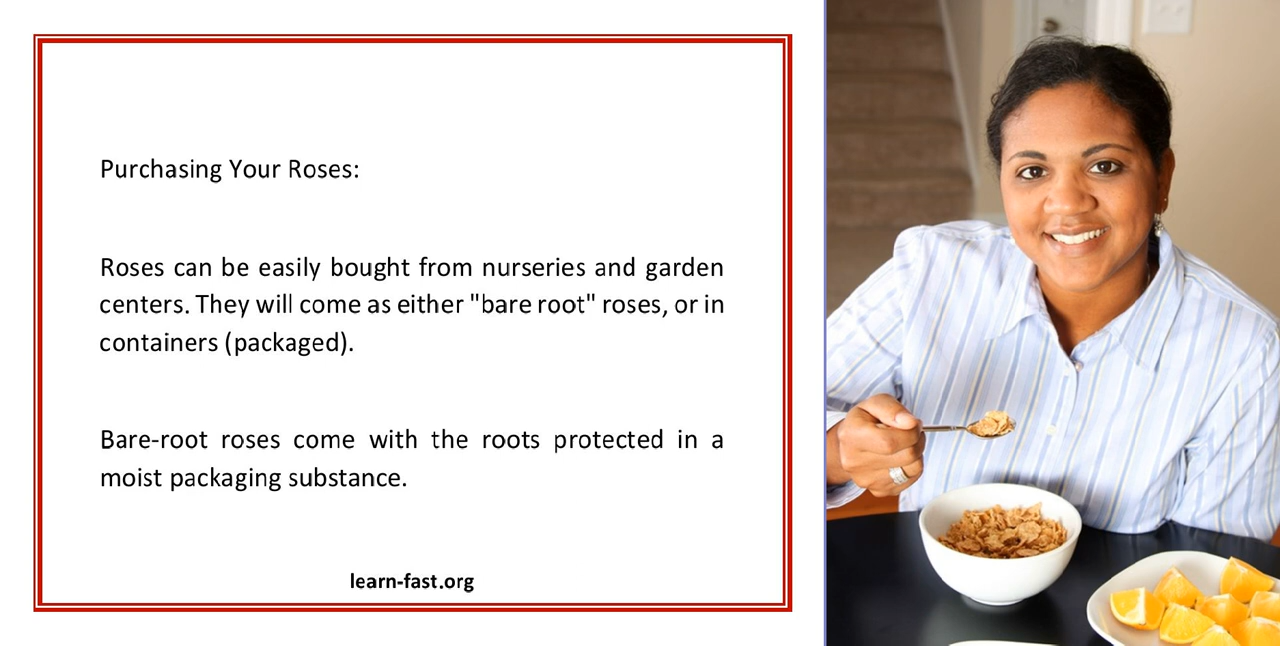 Purchasing Your Roses:
Roses can be easily bought from nurseries and garden
centers. They will come as either "bare root" roses, or in
containers (packaged).
Bare-root roses come with the roots protected in a
moist packaging substance.
learn-fast.org